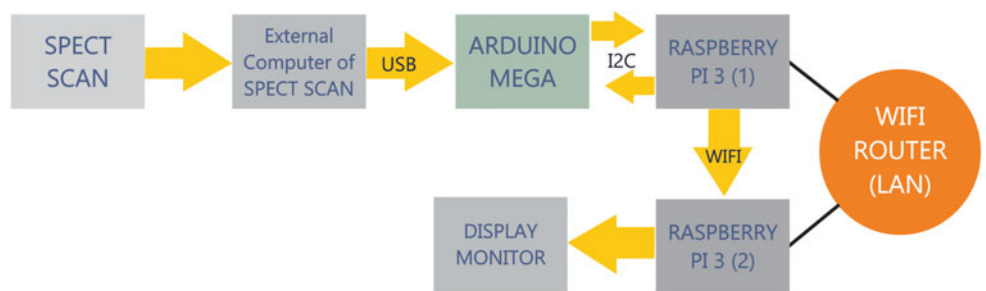 SPECT
SCAN
External
Computer of
SPECT SCAN
USB
ARDUINO
MEGA
I2C
RASPBERRY
PI 3 (1)
WIFI
ROUTER
(LAN)
WIFI
DISPLAY
MONITOR
RASPBERRY
PI 3 (2)